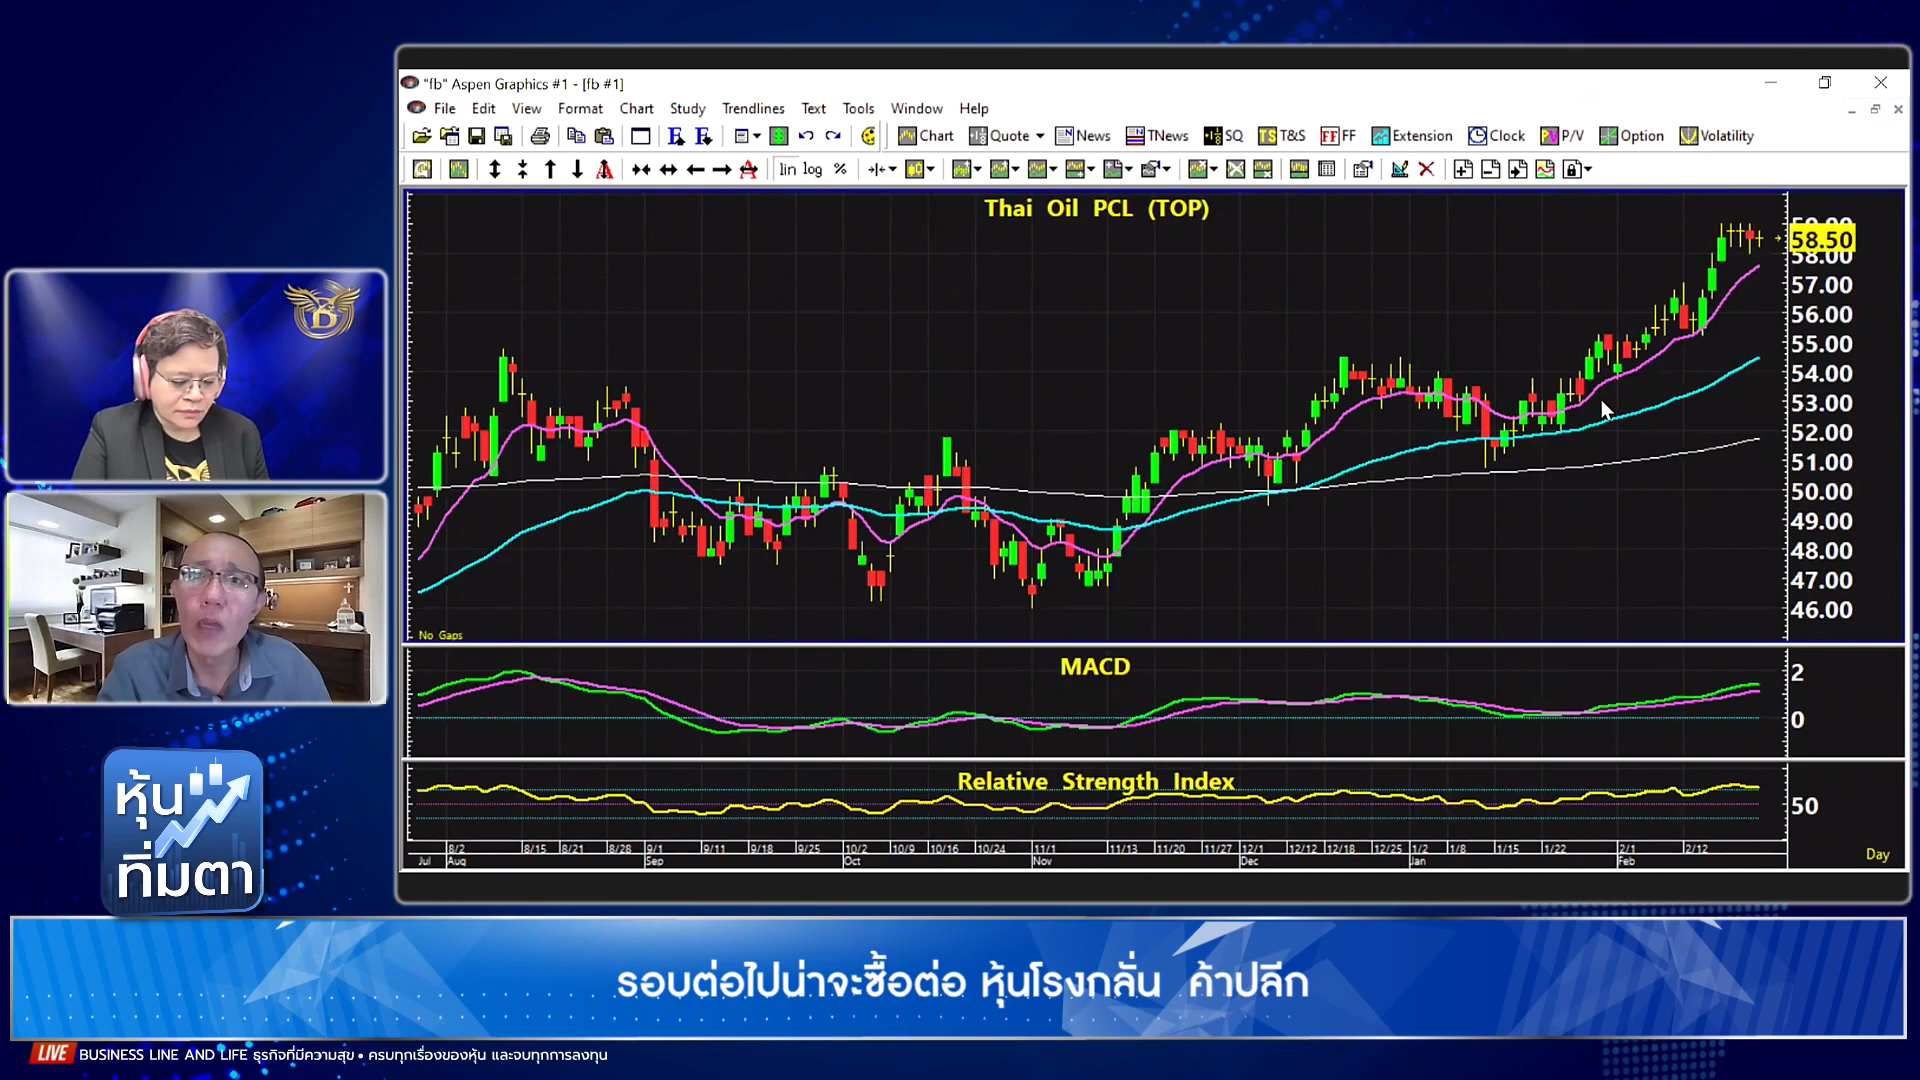 "fb" Aspen Graphics #1 - [fb #1]
File Edit View Format Chart Study Trendlines Text Tools Window Help
Chart Quote News TNews SQ T&S FF Extension Clock P/V Option Volatility
lin log %
Thai Oil PCL (TOP)
59.00
58.50
58.00
57.00
56.00
55.00
54.00
53.00
52.00
51.00
50.00
49.00
48.00
47.00
46.00
No Gaps
MACD
2
0
Relative Strength Index
50
8/2 8/15 8/21 8/28 9/1 9/11 9/18 9/25 10/2 10/9 10/16 10/24 11/1 11/13 11/20 11/27 12/1 12/12 12/18 12/25 1/2 1/8 1/15 1/22 2/1 2/12
Jul Aug Sep Oct Nov Dec Jan Feb
Day
หุ้น
ทิ่มตา
รอบต่อไปน่าจะซื้อต่อ หุ้นโรงกลั่น ค้าปลีก
LIVE BUSINESS LINE AND LIFE ธุรกิจที่มีความสุข • ครบทุกเรื่องของหุ้น และจบทุกการลงทุน